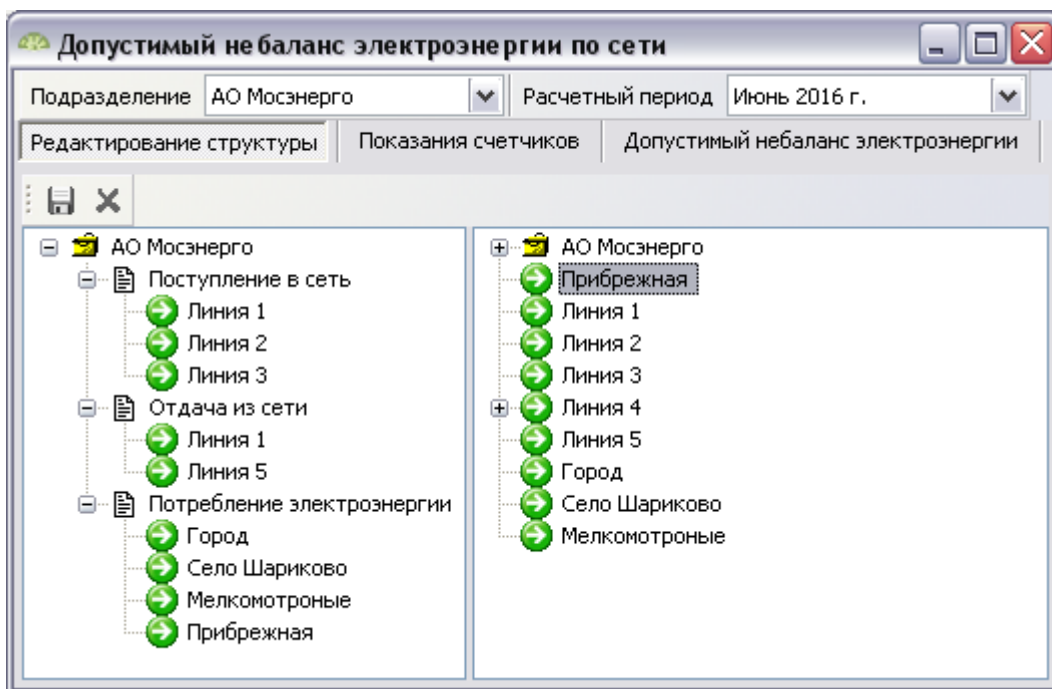 Допустимый небаланс электроэнергии по сети
Подразделение АО Мосэнерго Расчетный период Июнь 2016 г.
Редактирование структуры Показания счетчиков Допустимый небаланс электроэнергии
АО Мосэнерго
Поступление в сеть
Линия 1
Линия 2
Линия 3
Отдача из сети
Линия 1
Линия 5
Потребление электроэнергии
Город
Село Шариково
Мелкомотроные
Прибрежная
АО Мосэнерго
Прибрежная
Линия 1
Линия 2
Линия 3
Линия 4
Линия 5
Город
Село Шариково
Мелкомотроные